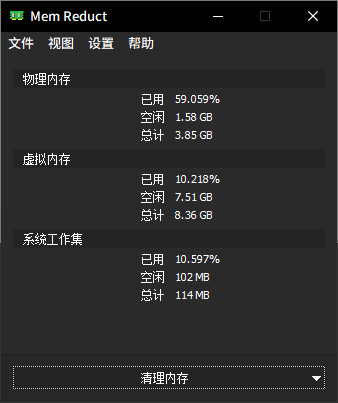 Mem Reduct
文件 视图 设置 帮助
物理内存
已用 59.059%
空闲 1.58 GB
总计 3.85 GB
虚拟内存
已用 10.218%
空闲 7.51 GB
总计 8.36 GB
系统工作集
已用 10.597%
空闲 102 MB
总计 114 MB
清理内存